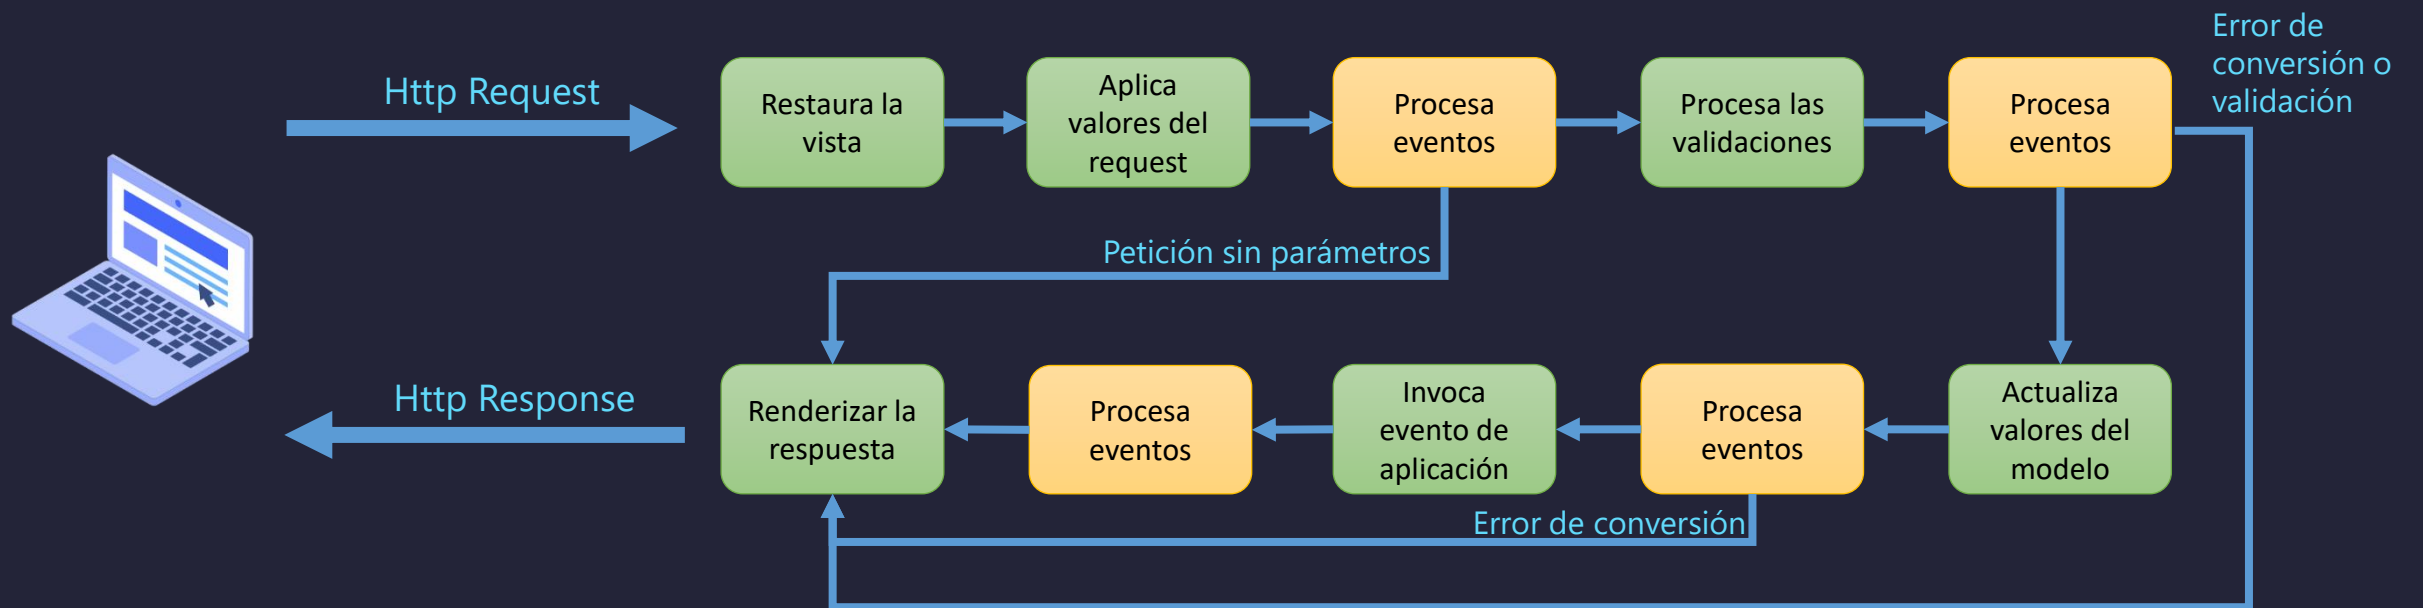 Error de
conversión o
validación
Http Request
Restaura la
vista
Aplica
valores del
request
Procesa
eventos
Procesa las
validaciones
Procesa
eventos
Petición sin parámetros
Http Response
Renderizar la
respuesta
Procesa
eventos
Invoca
evento de
aplicación
Procesa
eventos
Actualiza
valores del
modelo
Error de conversión